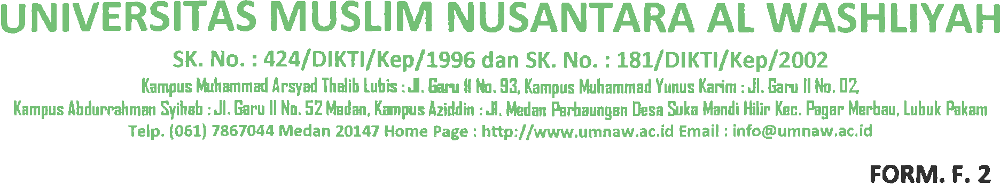 UNIVERSITAS MUSLIM NUSANTARA AL WASHLIYAH
SK. No. : 424/DIKTI/Kep/1996 dan SK. No. : 181/DIKTI/Kep/2002
Kampus Muhammad Arsyad Thalib Lubis : Jl. Garu II No. 93, Kampus Muhammad Yunus Karim : Jl. Garu II No. 02,
Kampus Abdurrahman Syihab : Jl. Garu II No. 52 Medan, Kampus Aziddin : Jl. Medan Perbaungan Desa Suka Mandi Hilir Kec. Pagar Merbau, Lubuk Pakam
Telp. (061) 7867044 Medan 20147 Home Page : http://www.umnaw.ac.id Email : info@umnaw.ac.id
FORM. F. 2